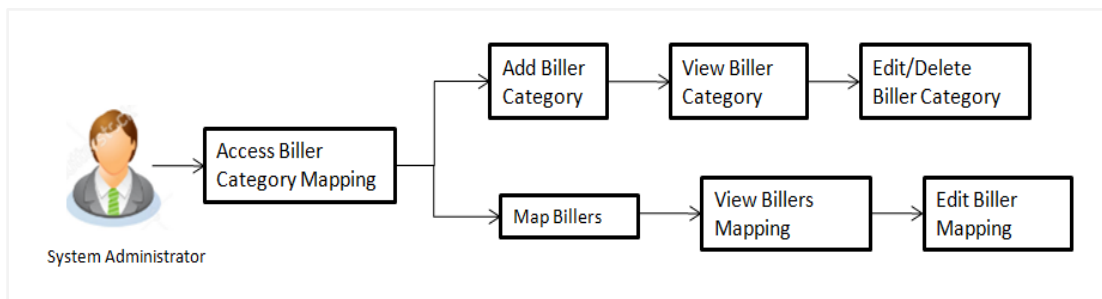 Add Biller
Category
View Biller
Category
Edit/Delete
Biller Category
Access Biller
Category Mapping
Map Billers
View Billers
Mapping
Edit Biller
Mapping
System Administrator